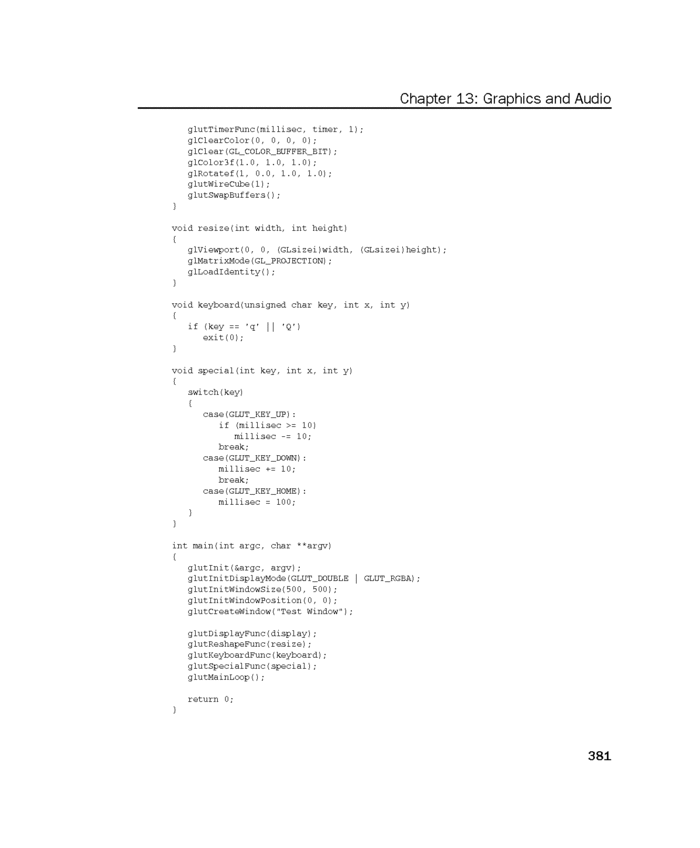 Chapter 13: Graphics and Audio
glutTimerFunc(millisec, timer, 1);
glClearColor(0, 0, 0, 0);
glClear(GL_COLOR_BUFFER_BIT);
glColor3f(1.0, 1.0, 1.0);
glRotatef(1, 0.0, 1.0, 1.0);
glutWireCube(1);
glutSwapBuffers();
}
void resize(int width, int height)
{
glViewport(0, 0, (GLsizei)width, (GLsizei)height);
glMatrixMode(GL_PROJECTION);
glLoadIdentity();
}
void keyboard(unsigned char key, int x, int y)
{
if (key == 'q' || 'Q')
exit(0);
}
void special(int key, int x, int y)
{
switch(key)
{
case(GLUT_KEY_UP):
if (millisec >= 10)
millisec -= 10;
break;
case(GLUT_KEY_DOWN):
millisec += 10;
break;
case(GLUT_KEY_HOME):
millisec = 100;
}
}
int main(int argc, char **argv)
{
glutInit(&argc, argv);
glutInitDisplayMode(GLUT_DOUBLE | GLUT_RGBA);
glutInitWindowSize(500, 500);
glutInitWindowPosition(0, 0);
glutCreateWindow("Test Window");
glutDisplayFunc(display);
glutReshapeFunc(resize);
glutKeyboardFunc(keyboard);
glutSpecialFunc(special);
glutMainLoop();
return 0;
}
381